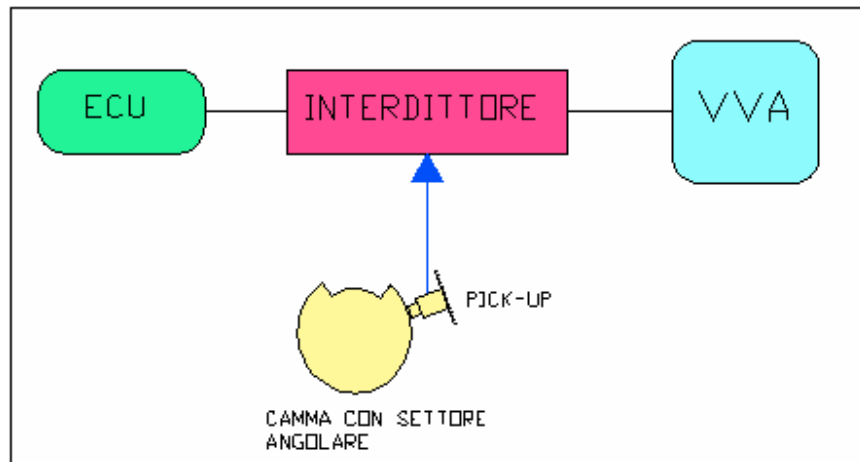 ECU
INTERDITTORE
VVA
PICK-UP
CAMMA CON SETTORE
ANGOLARE